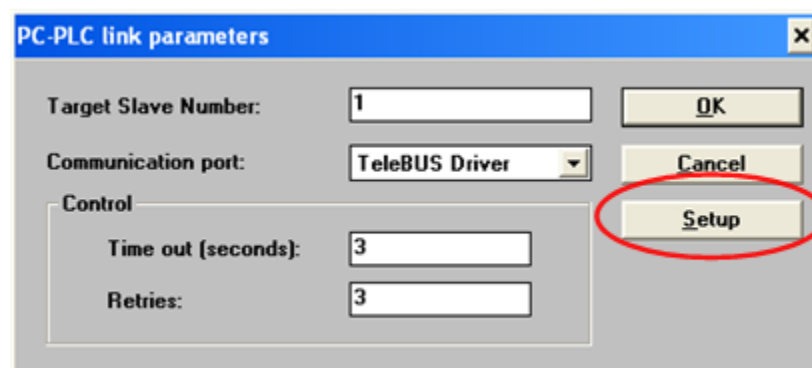 PC-PLC link parameters
Target Slave Number: 1 OK
Communication port: TeleBUS Driver Cancel
Control Setup
Time out (seconds): 3
Retries: 3